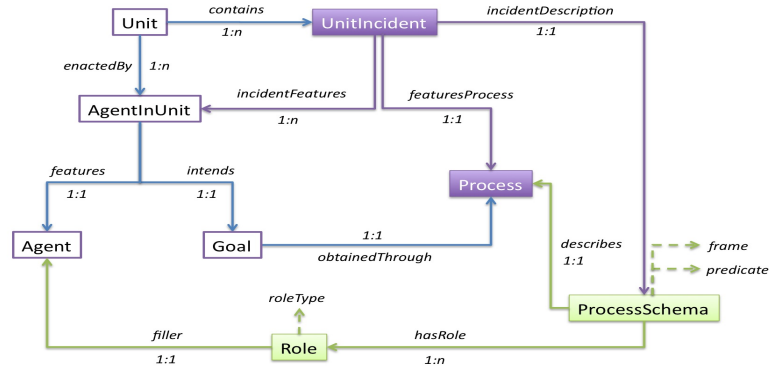 contains
incidentDescription
Unit
UnitIncident
1:n
1:1
enactedBy
1:n
incidentFeatures
featuresProcess
AgentInUnit
1:n
1:1
features
intends
Process
1:1
1:1
1:1
describes
frame
Agent
Goal
obtainedThrough
1:1
predicate
roleType
ProcessSchema
filler
hasRole
Role
1:1
1:n